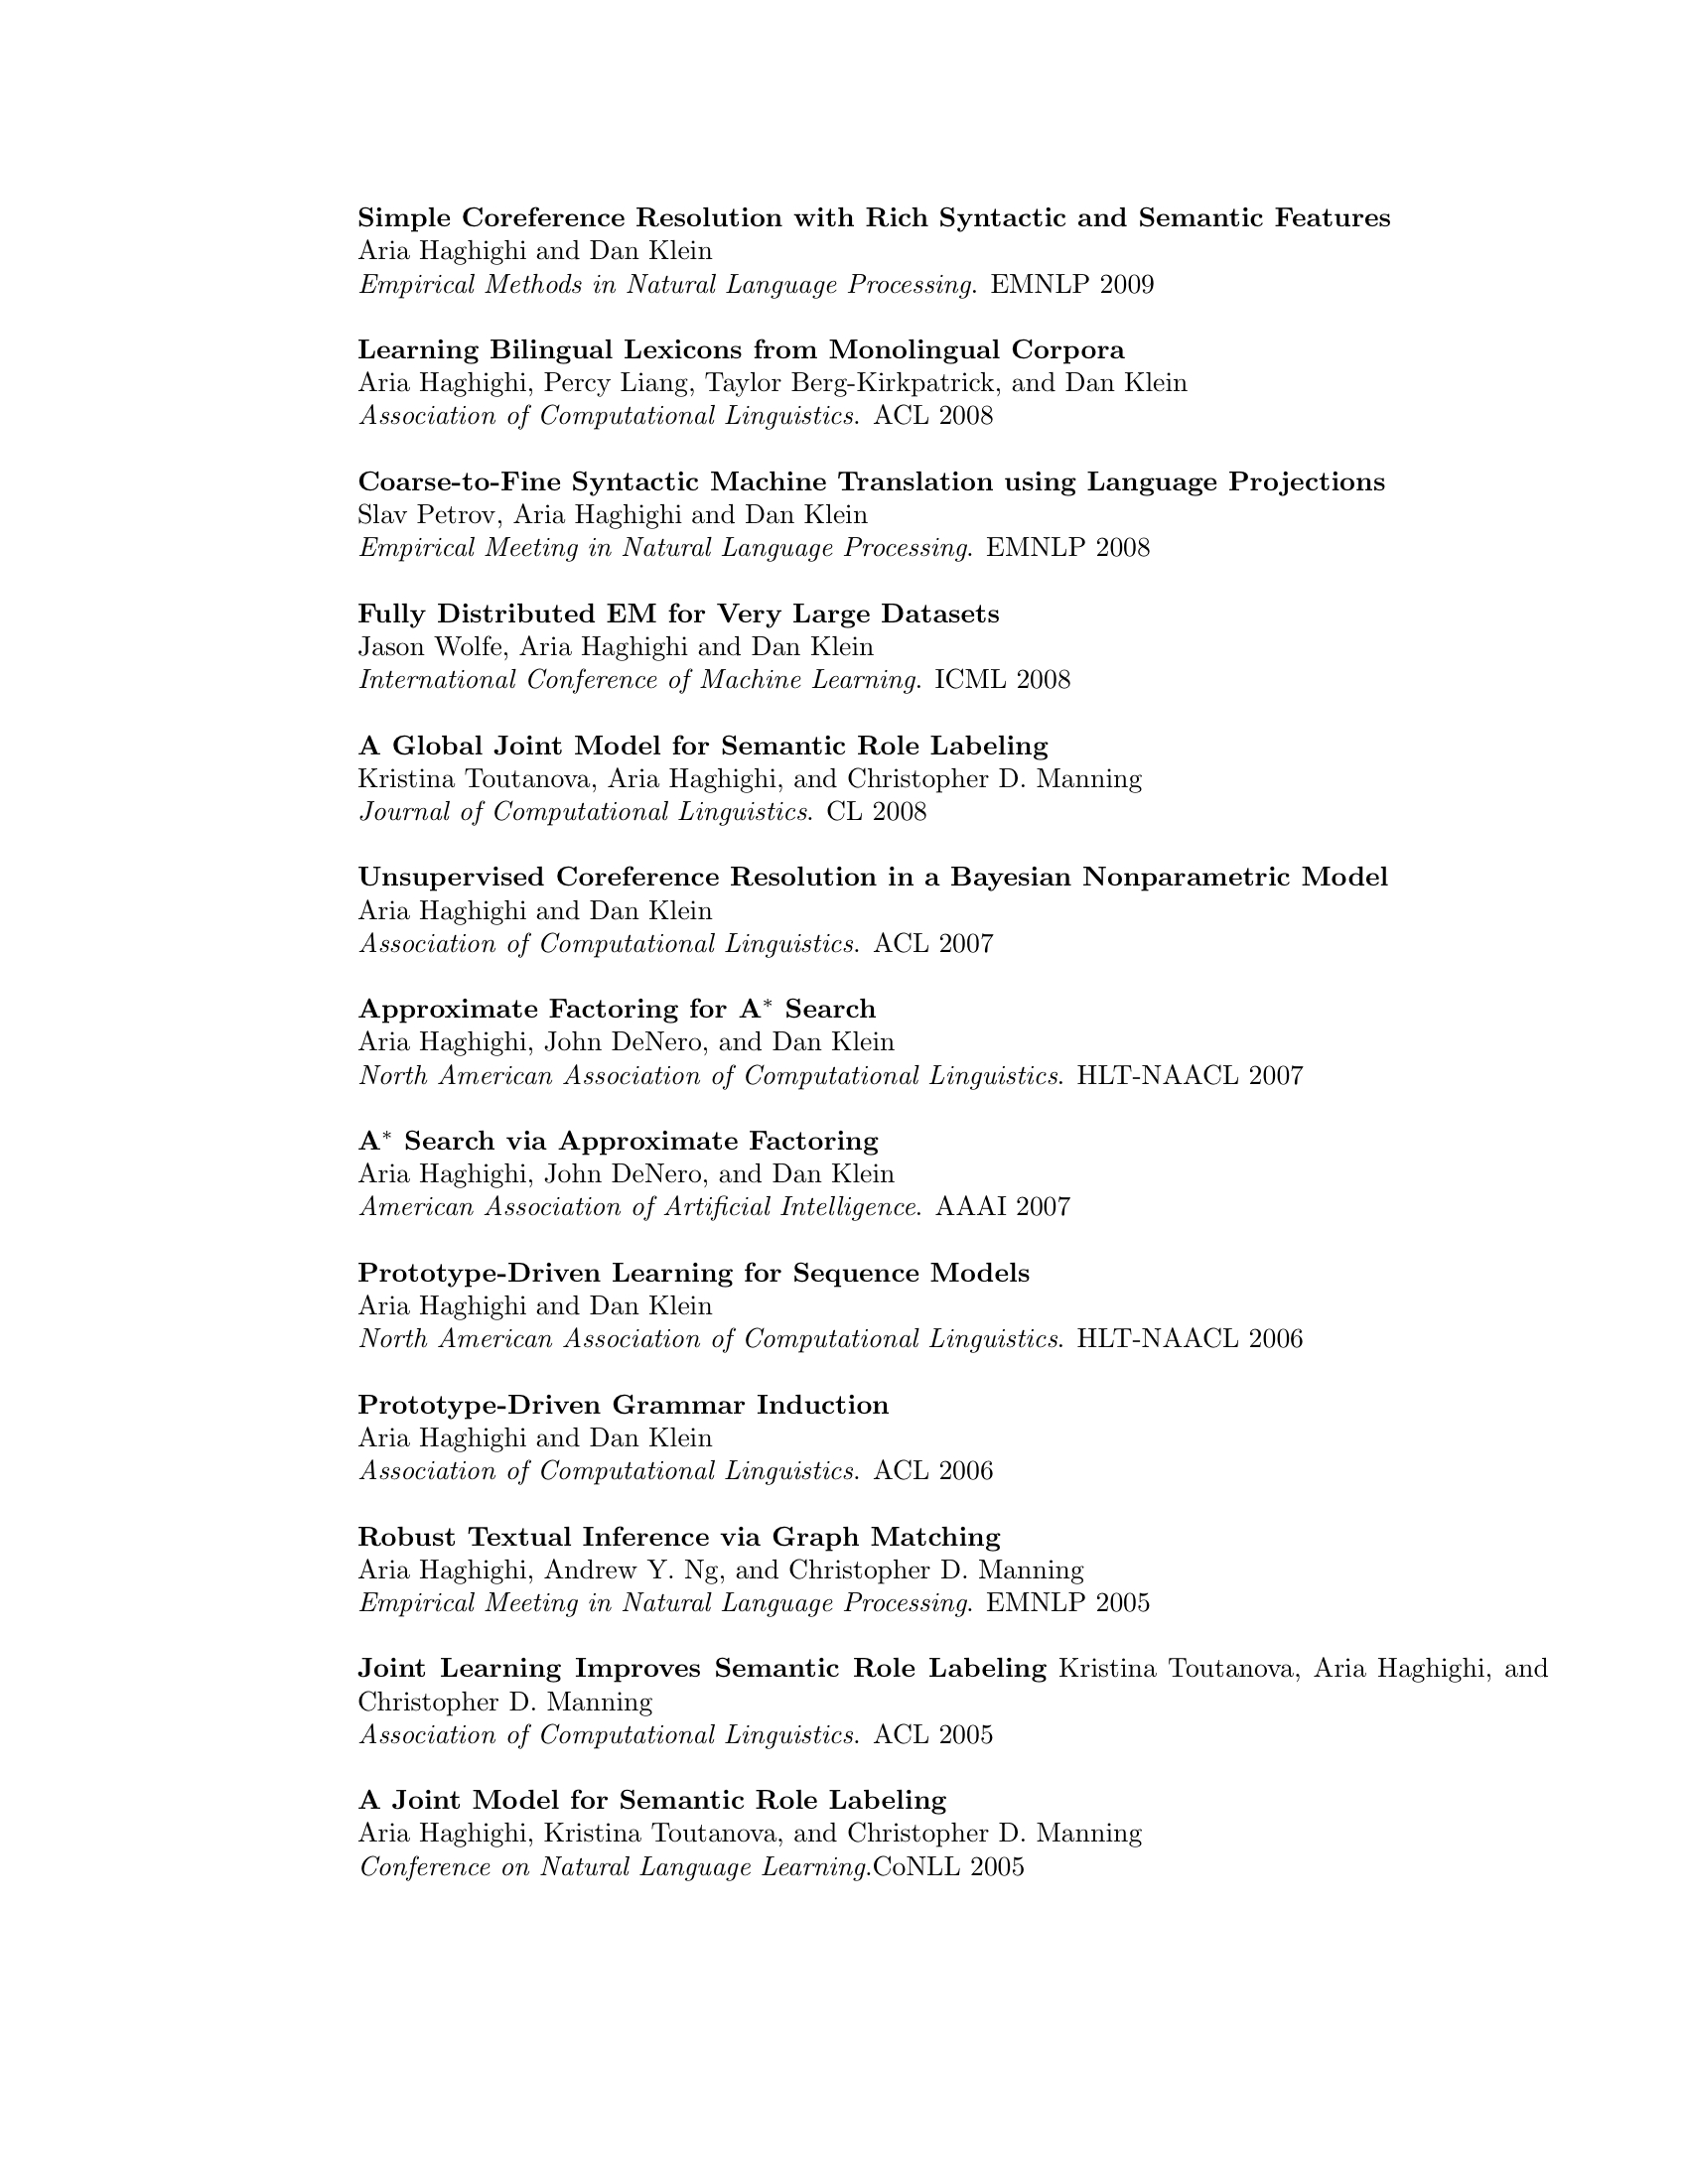 Simple Coreference Resolution with Rich Syntactic and Semantic Features
Aria Haghighi and Dan Klein
Empirical Methods in Natural Language Processing. EMNLP 2009
Learning Bilingual Lexicons from Monolingual Corpora
Aria Haghighi, Percy Liang, Taylor Berg-Kirkpatrick, and Dan Klein
Association of Computational Linguistics. ACL 2008
Coarse-to-Fine Syntactic Machine Translation using Language Projections
Slav Petrov, Aria Haghighi and Dan Klein
Empirical Meeting in Natural Language Processing. EMNLP 2008
Fully Distributed EM for Very Large Datasets
Jason Wolfe, Aria Haghighi and Dan Klein
International Conference of Machine Learning. ICML 2008
A Global Joint Model for Semantic Role Labeling
Kristina Toutanova, Aria Haghighi, and Christopher D. Manning
Journal of Computational Linguistics. CL 2008
Unsupervised Coreference Resolution in a Bayesian Nonparametric Model
Aria Haghighi and Dan Klein
Association of Computational Linguistics. ACL 2007
Approximate Factoring for A* Search
Aria Haghighi, John DeNero, and Dan Klein
North American Association of Computational Linguistics. HLT-NAACL 2007
A* Search via Approximate Factoring
Aria Haghighi, John DeNero, and Dan Klein
American Association of Artificial Intelligence. AAAI 2007
Prototype-Driven Learning for Sequence Models
Aria Haghighi and Dan Klein
North American Association of Computational Linguistics. HLT-NAACL 2006
Prototype-Driven Grammar Induction
Aria Haghighi and Dan Klein
Association of Computational Linguistics. ACL 2006
Robust Textual Inference via Graph Matching
Aria Haghighi, Andrew Y. Ng, and Christopher D. Manning
Empirical Meeting in Natural Language Processing. EMNLP 2005
Joint Learning Improves Semantic Role Labeling Kristina Toutanova, Aria Haghighi, and
Christopher D. Manning
Association of Computational Linguistics. ACL 2005
A Joint Model for Semantic Role Labeling
Aria Haghighi, Kristina Toutanova, and Christopher D. Manning
Conference on Natural Language Learning.CoNLL 2005